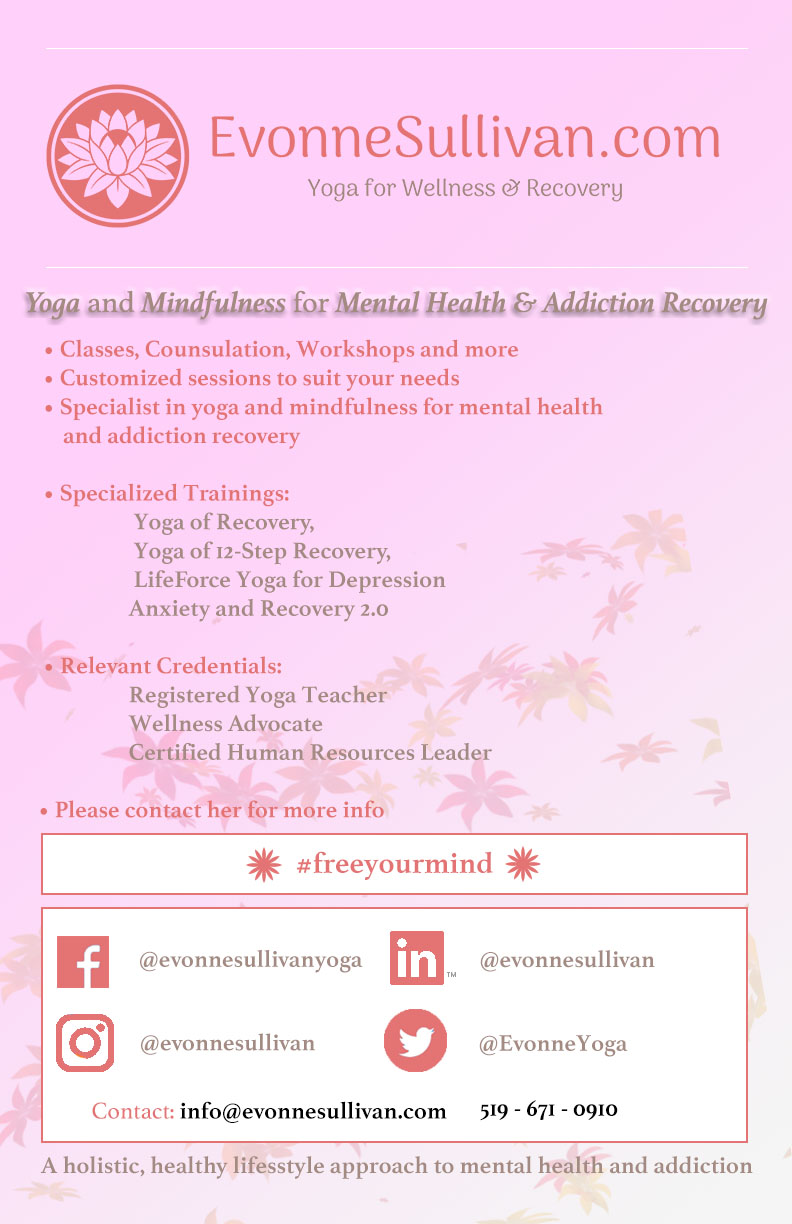 EvonneSullivan.com
Yoga for Wellness & Recovery
Yoga and Mindfulness for Mental Health & Addiction Recovery
• Classes, Counsulation, Workshops and more
• Customized sessions to suit your needs
• Specialist in yoga and mindfulness for mental health
and addiction recovery
• Specialized Trainings:
Yoga of Recovery,
Yoga of 12-Step Recovery,
LifeForce Yoga for Depression
Anxiety and Recovery 2.0
• Relevant Credentials:
Registered Yoga Teacher
Wellness Advocate
Certified Human Resources Leader
• Please contact her for more info
#freeyourmind
@evonnesullivanyoga
in™ @evonnesullivan
@evonnesullivan
@EvonneYoga
Contact: info@evonnesullivan.com 519 - 671 - 0910
A holistic, healthy lifesstyle approach to mental health and addiction